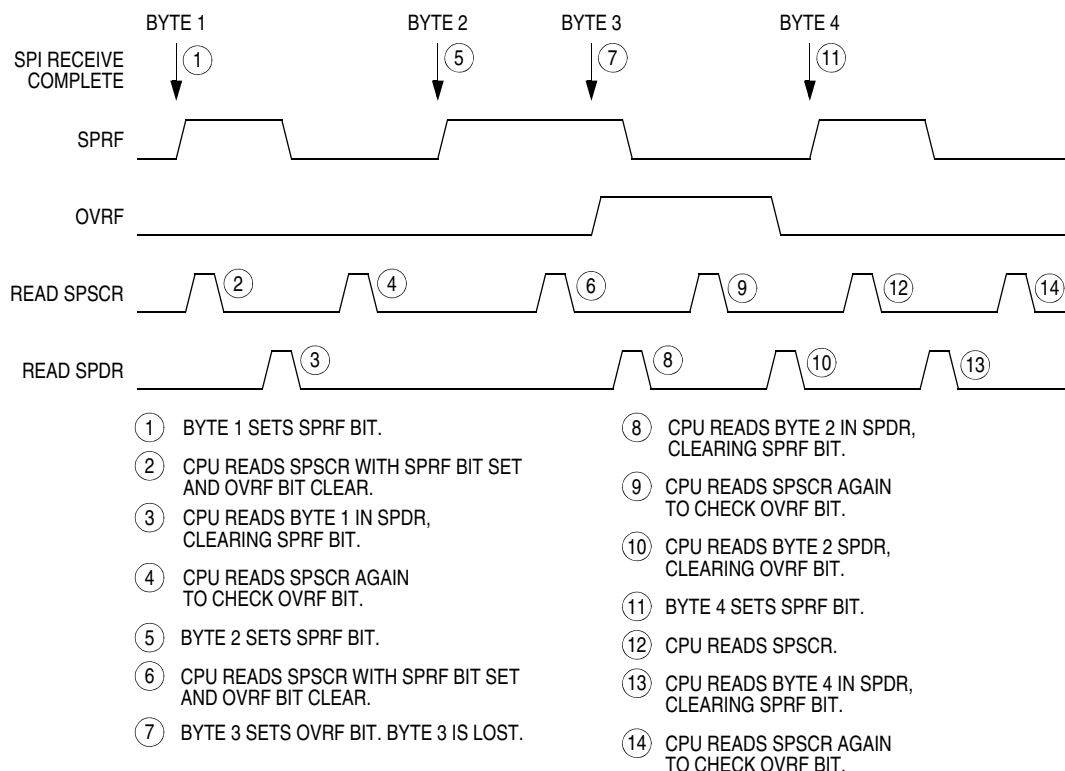 BYTE 1 BYTE 2 BYTE 3 BYTE 4
SPI RECEIVE 1 5 7 11
COMPLETE
SPRF
OVRF
READ SPSCR 2 4 6 9 12 14
READ SPDR 3 8 10 13
1 BYTE 1 SETS SPRF BIT.
2 CPU READS SPSCR WITH SPRF BIT SET
AND OVRF BIT CLEAR.
3 CPU READS BYTE 1 IN SPDR,
CLEARING SPRF BIT.
4 CPU READS SPSCR AGAIN
TO CHECK OVRF BIT.
5 BYTE 2 SETS SPRF BIT.
6 CPU READS SPSCR WITH SPRF BIT SET
AND OVRF BIT CLEAR.
7 BYTE 3 SETS OVRF BIT. BYTE 3 IS LOST.
8 CPU READS BYTE 2 IN SPDR,
CLEARING SPRF BIT.
9 CPU READS SPSCR AGAIN
TO CHECK OVRF BIT.
10 CPU READS BYTE 2 SPDR,
CLEARING OVRF BIT.
11 BYTE 4 SETS SPRF BIT.
12 CPU READS SPSCR.
13 CPU READS BYTE 4 IN SPDR,
CLEARING SPRF BIT.
14 CPU READS SPSCR AGAIN
TO CHECK OVRF BIT.